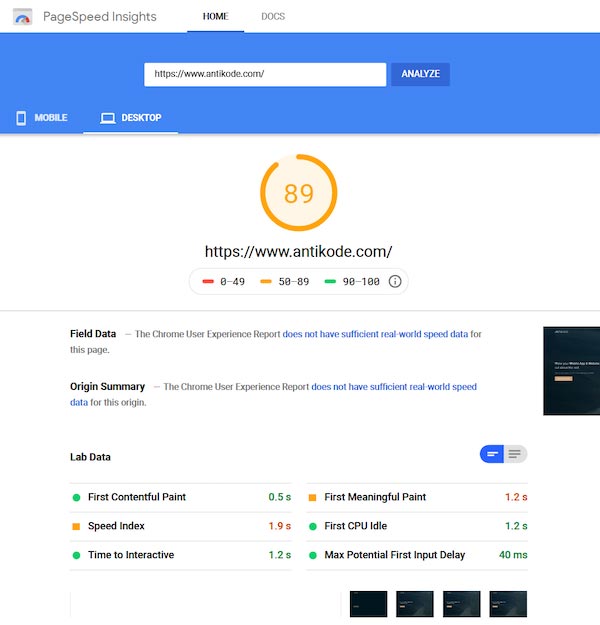 PageSpeed Insights HOME DOCS
https://www.antikode.com/ ANALYZE
MOBILE DESKTOP
89
https://www.antikode.com/
0–49 50–89 90–100
Field Data — The Chrome User Experience Report does not have sufficient real-world speed data for
this page.
Origin Summary — The Chrome User Experience Report does not have sufficient real-world speed
data for this origin.
Lab Data
First Contentful Paint 0.5 s First Meaningful Paint 1.2 s
Speed Index 1.9 s First CPU Idle 1.2 s
Time to Interactive 1.2 s Max Potential First Input Delay 40 ms